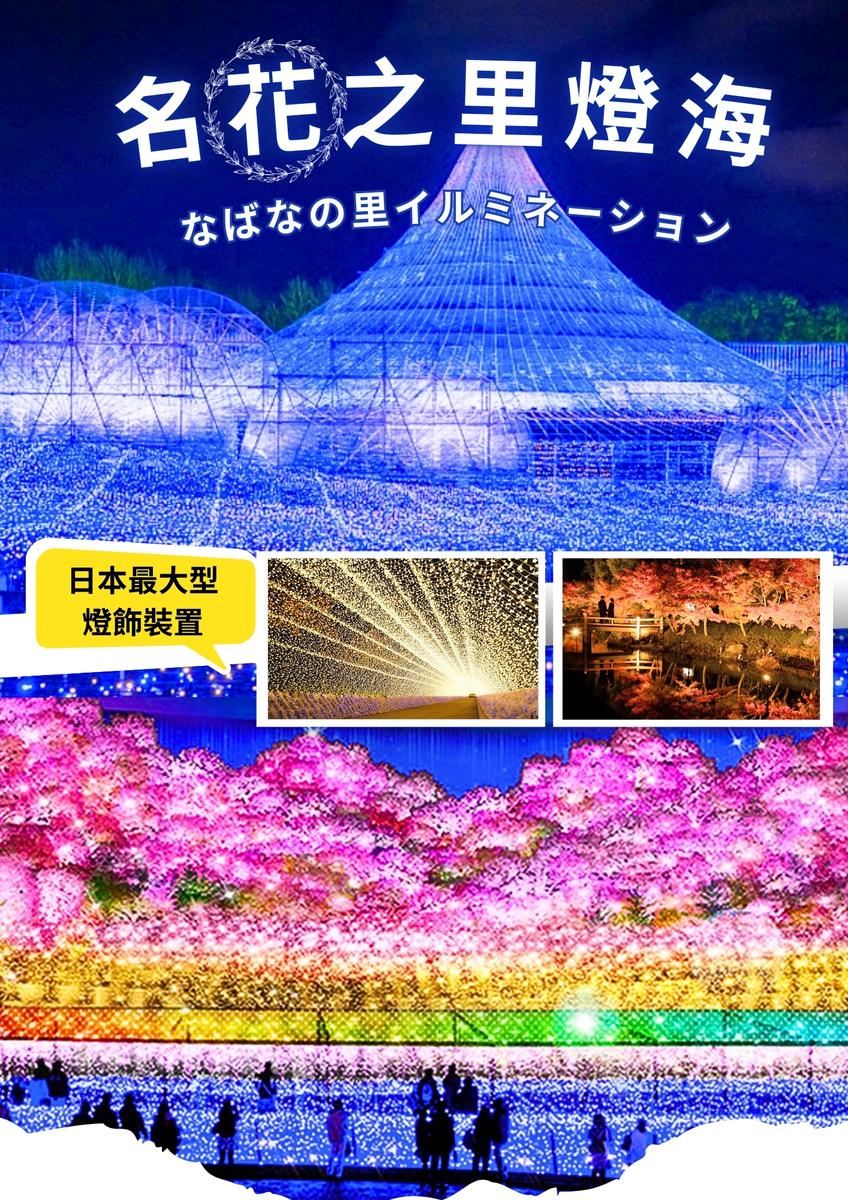 名花之里燈海
なばなの里イルミネーション
日本最大型
燈飾裝置